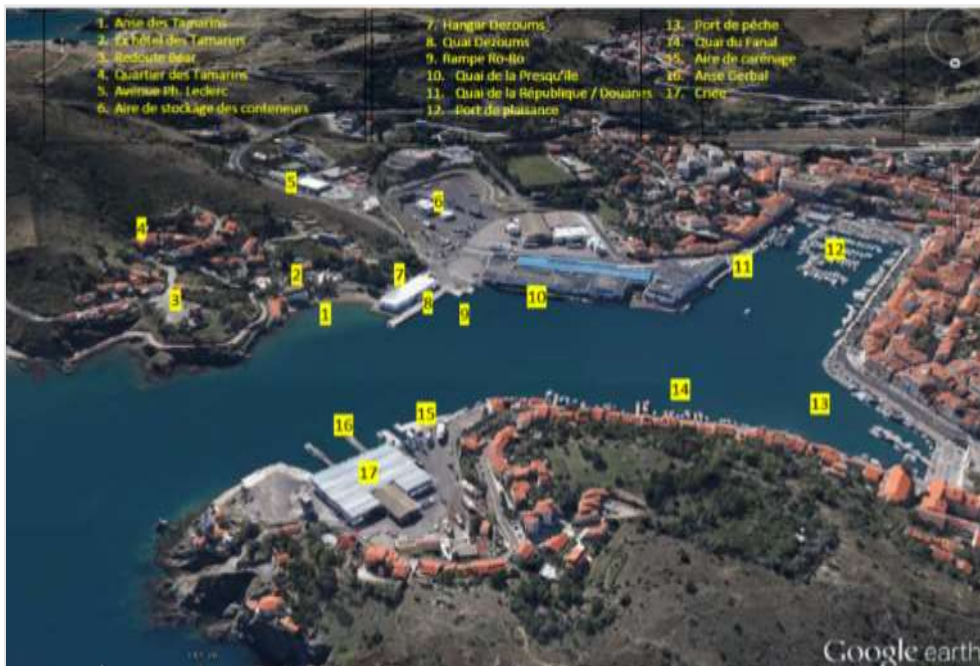 1. Anse des Tamarins
2. Ex hôtel des Tamarins
3. Redoute Béar
4. Quartier des Tamarins
5. Avenue Ph. Leclerc
6. Aire de stockage des conteneurs
7. Hangar Dezoums
8. Quai Dezoums
9. Rampe Ro-Ro
10. Quai de la Presqu'ile
11. Quai de la République / Douanes
12. Port de plaisance
13. Port de pêche
14. Quai du Fanal
15. Aire de carénage
16. Anse Gerbal
17. Criée
5
6
4
2
7
11
12
3
1
8
9
10
14
13
16
15
17
Google earth